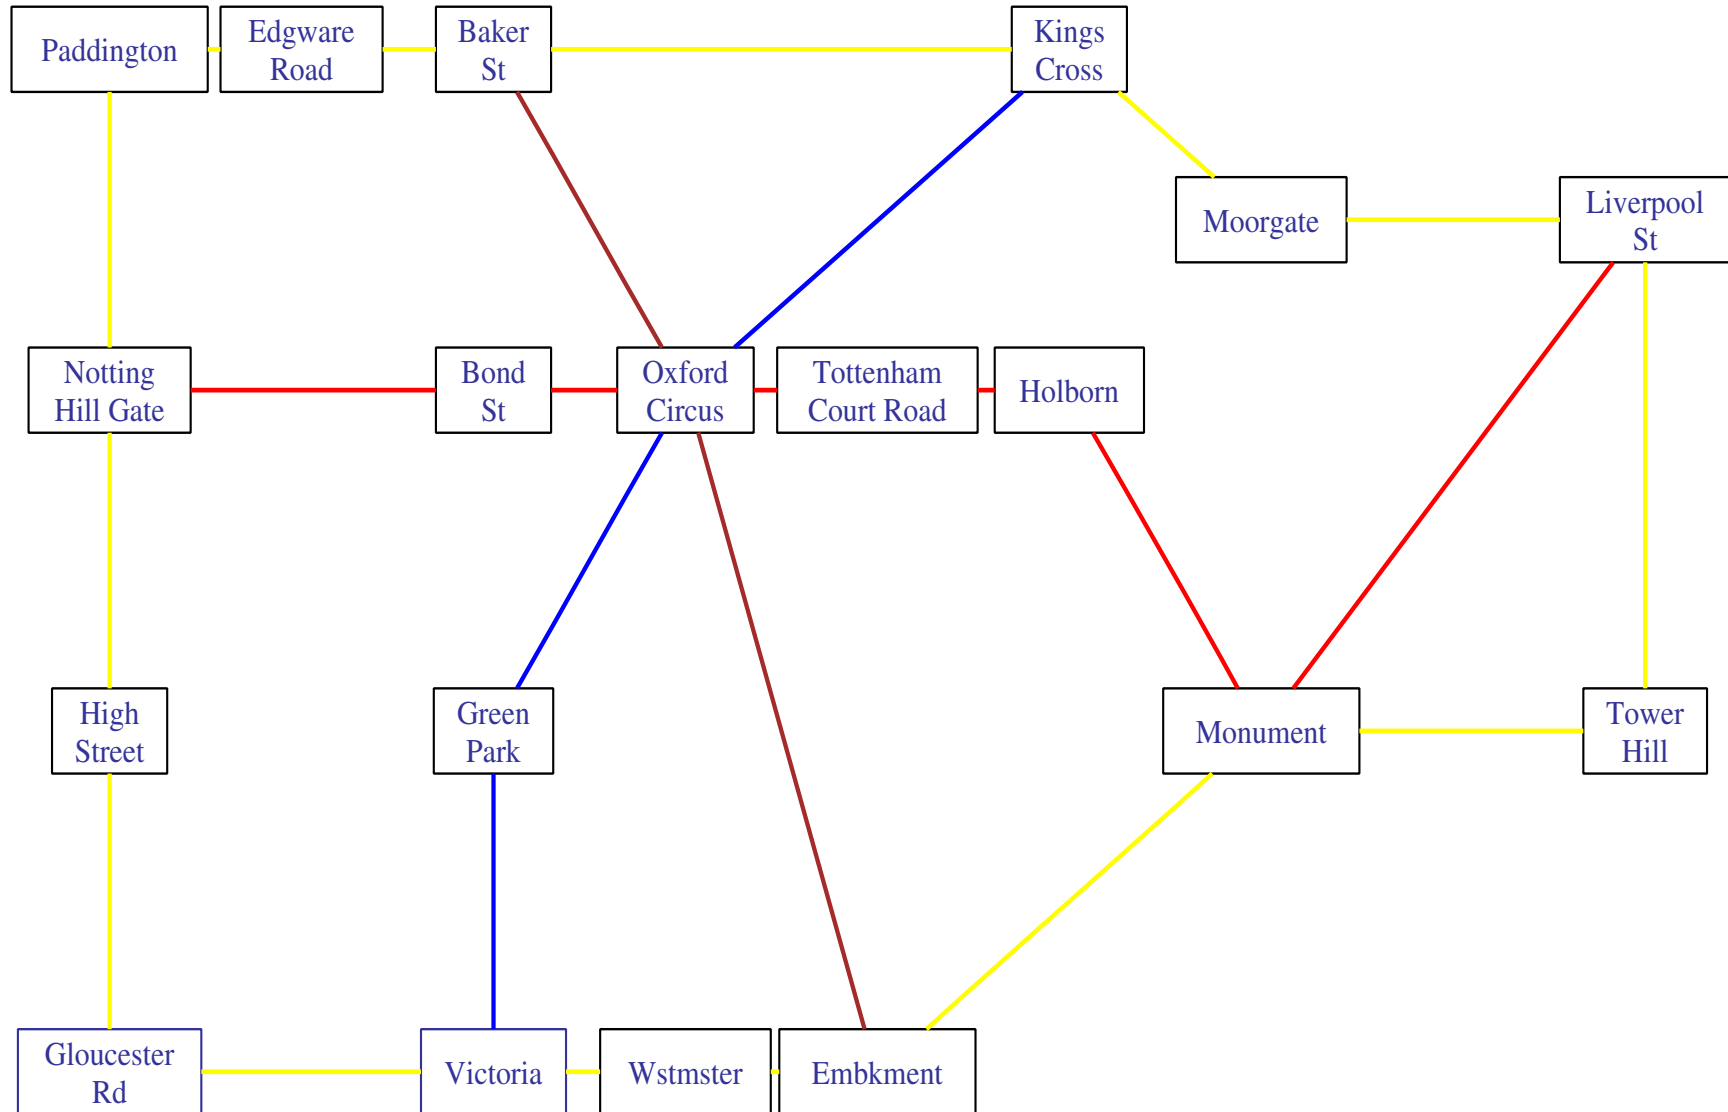 Paddington
Edgware
Road
Baker
St
Kings
Cross
Moorgate
Liverpool
St
Notting
Hill Gate
Bond
St
Oxford
Circus
Tottenham
Court Road
Holborn
High
Street
Green
Park
Monument
Tower
Hill
Gloucester
Rd
Victoria
Wstmster
Embkment